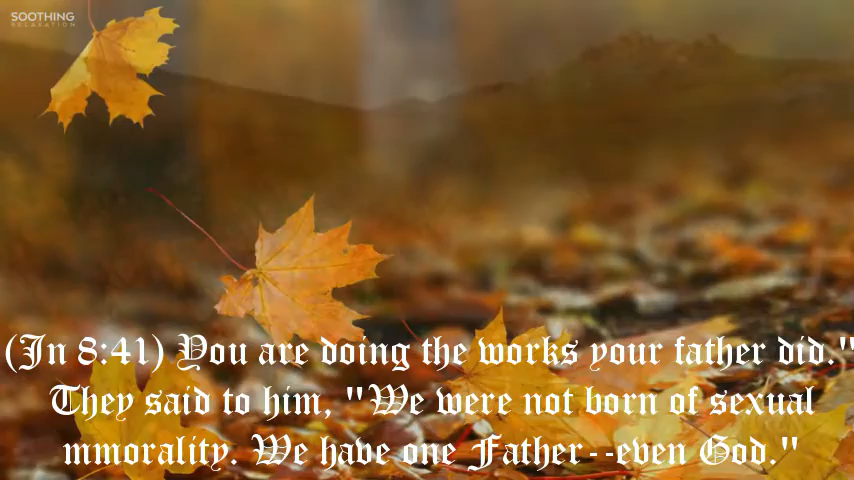 SOOTHING
RELAXATION
(Jn 8:41) You are doing the works your father did."
They said to him, "We were not born of sexual
mmorality. We have one Father--even God."